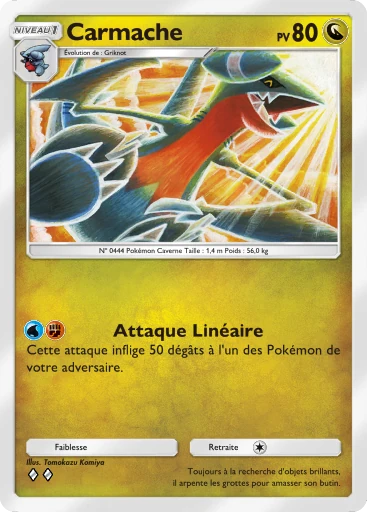 NIVEAU 1
Carmache
PV 80
Évolution de : Griknot
N° 0444 Pokémon Caverne Taille : 1,4 m Poids : 56,0 kg
Attaque Linéaire
Cette attaque inflige 50 dégâts à l'un des Pokémon de
votre adversaire.
Faiblesse
Retraite
Illus. Tomokazu Komiya
Toujours à la recherche d'objets brillants,
il arpente les grottes pour amasser son butin.